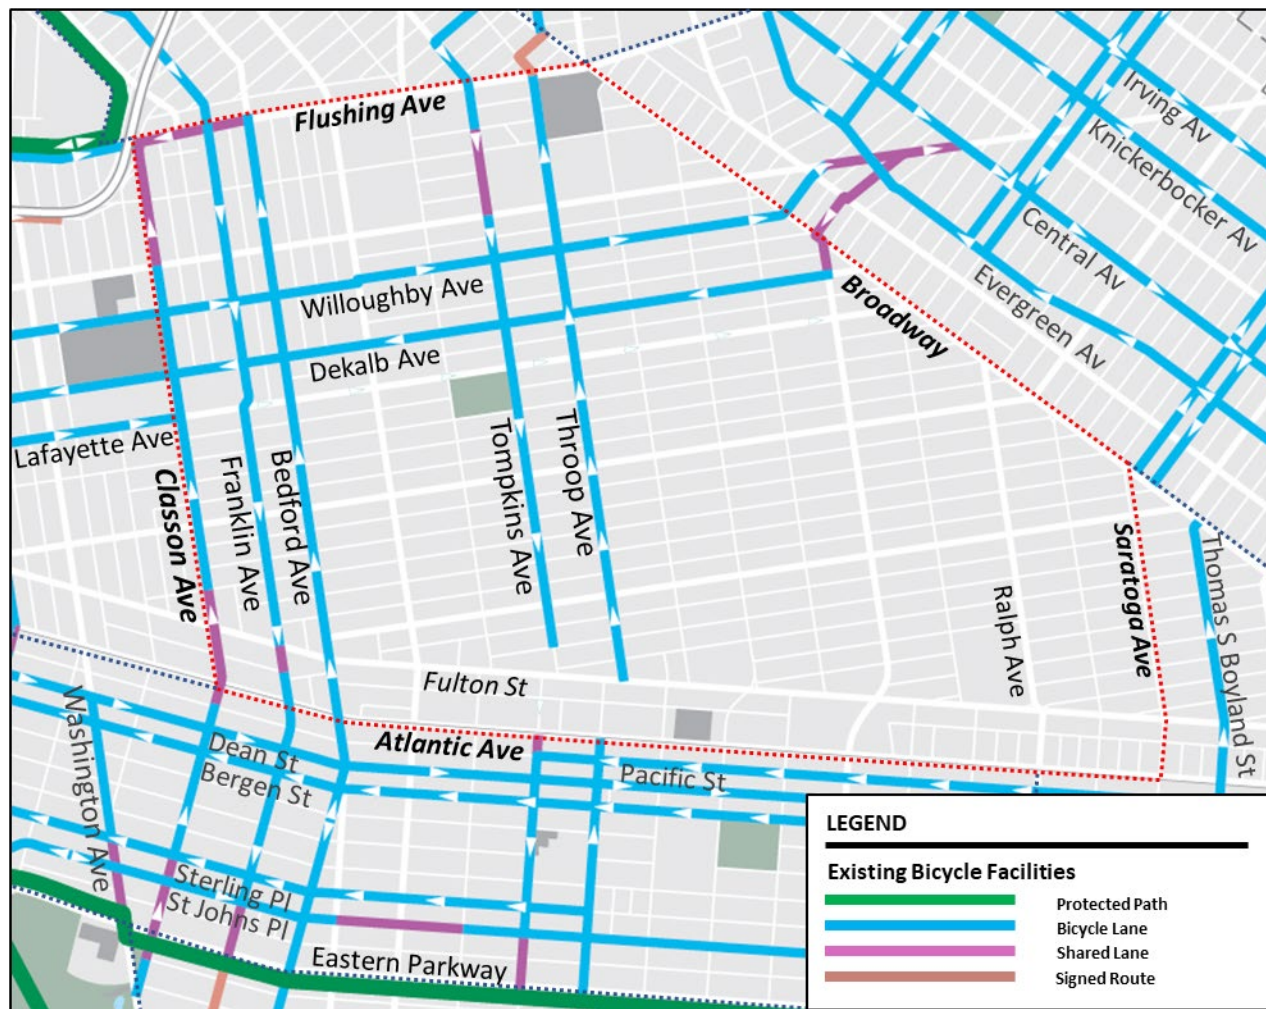 Flushing Ave
Irving Av
Knickerbocker Av
Central Av
Evergreen Av
Broadway
Willoughby Ave
Dekalb Ave
Lafayette Ave
Classon Ave
Franklin Ave
Bedford Ave
Tompkins Ave
Throop Ave
Ralph Ave
Saratoga Ave
Thomas S Boyland St
Fulton St
Atlantic Ave
Washington Ave
Dean St
Bergen St
Pacific St
Sterling Pl
St Johns Pl
Eastern Parkway
LEGEND
Existing Bicycle Facilities
Protected Path
Bicycle Lane
Shared Lane
Signed Route